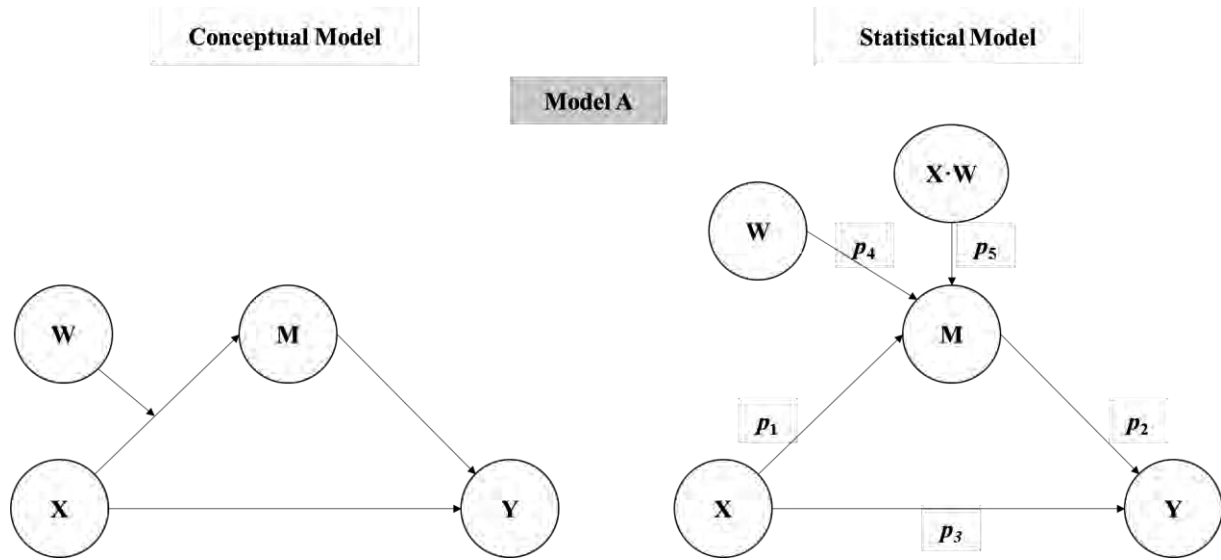 Conceptual Model
Statistical Model
Model A
W
M
X
Y
X·W
W
p₄
p₅
M
p₁
p₂
X
Y
p₃